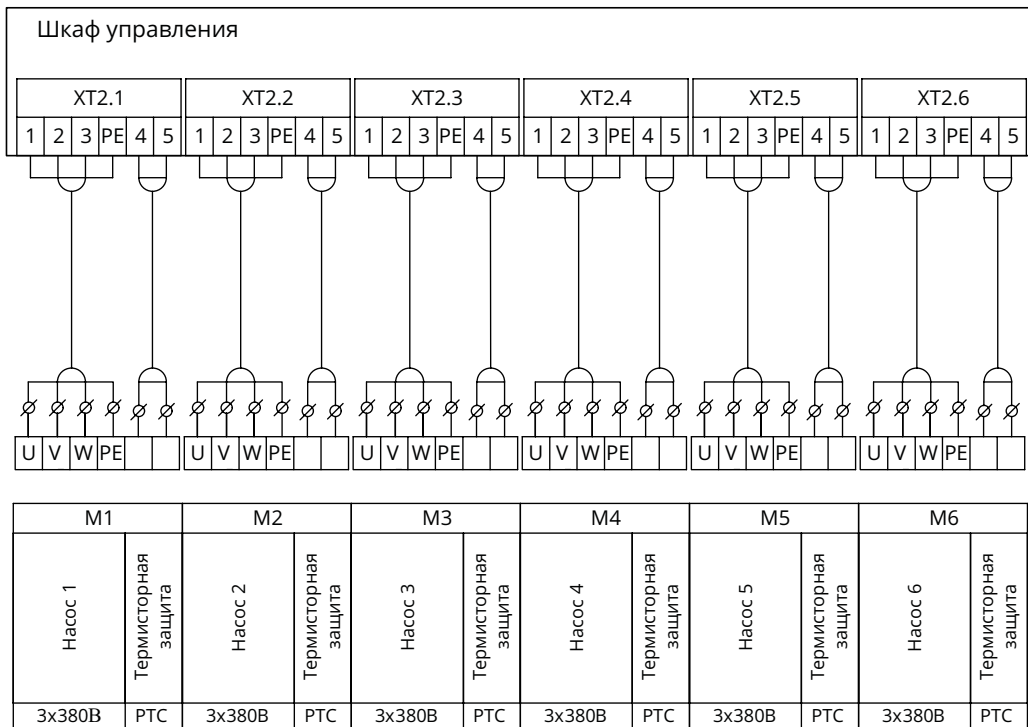 Шкаф управления
XT2.1 XT2.2 XT2.3 XT2.4 XT2.5 XT2.6
1 2 3 PE 4 5 1 2 3 PE 4 5 1 2 3 PE 4 5 1 2 3 PE 4 5 1 2 3 PE 4 5 1 2 3 PE 4 5
U V W PE U V W PE U V W PE U V W PE U V W PE U V W PE
M1 M2 M3 M4 M5 M6
Насос 1
Термисторная
защита
Насос 2
Термисторная
защита
Насос 3
Термисторная
защита
Насос 4
Термисторная
защита
Насос 5
Термисторная
защита
Насос 6
Термисторная
защита
3x380В PTC 3x380В PTC 3x380В PTC 3x380В PTC 3x380В PTC 3x380В PTC